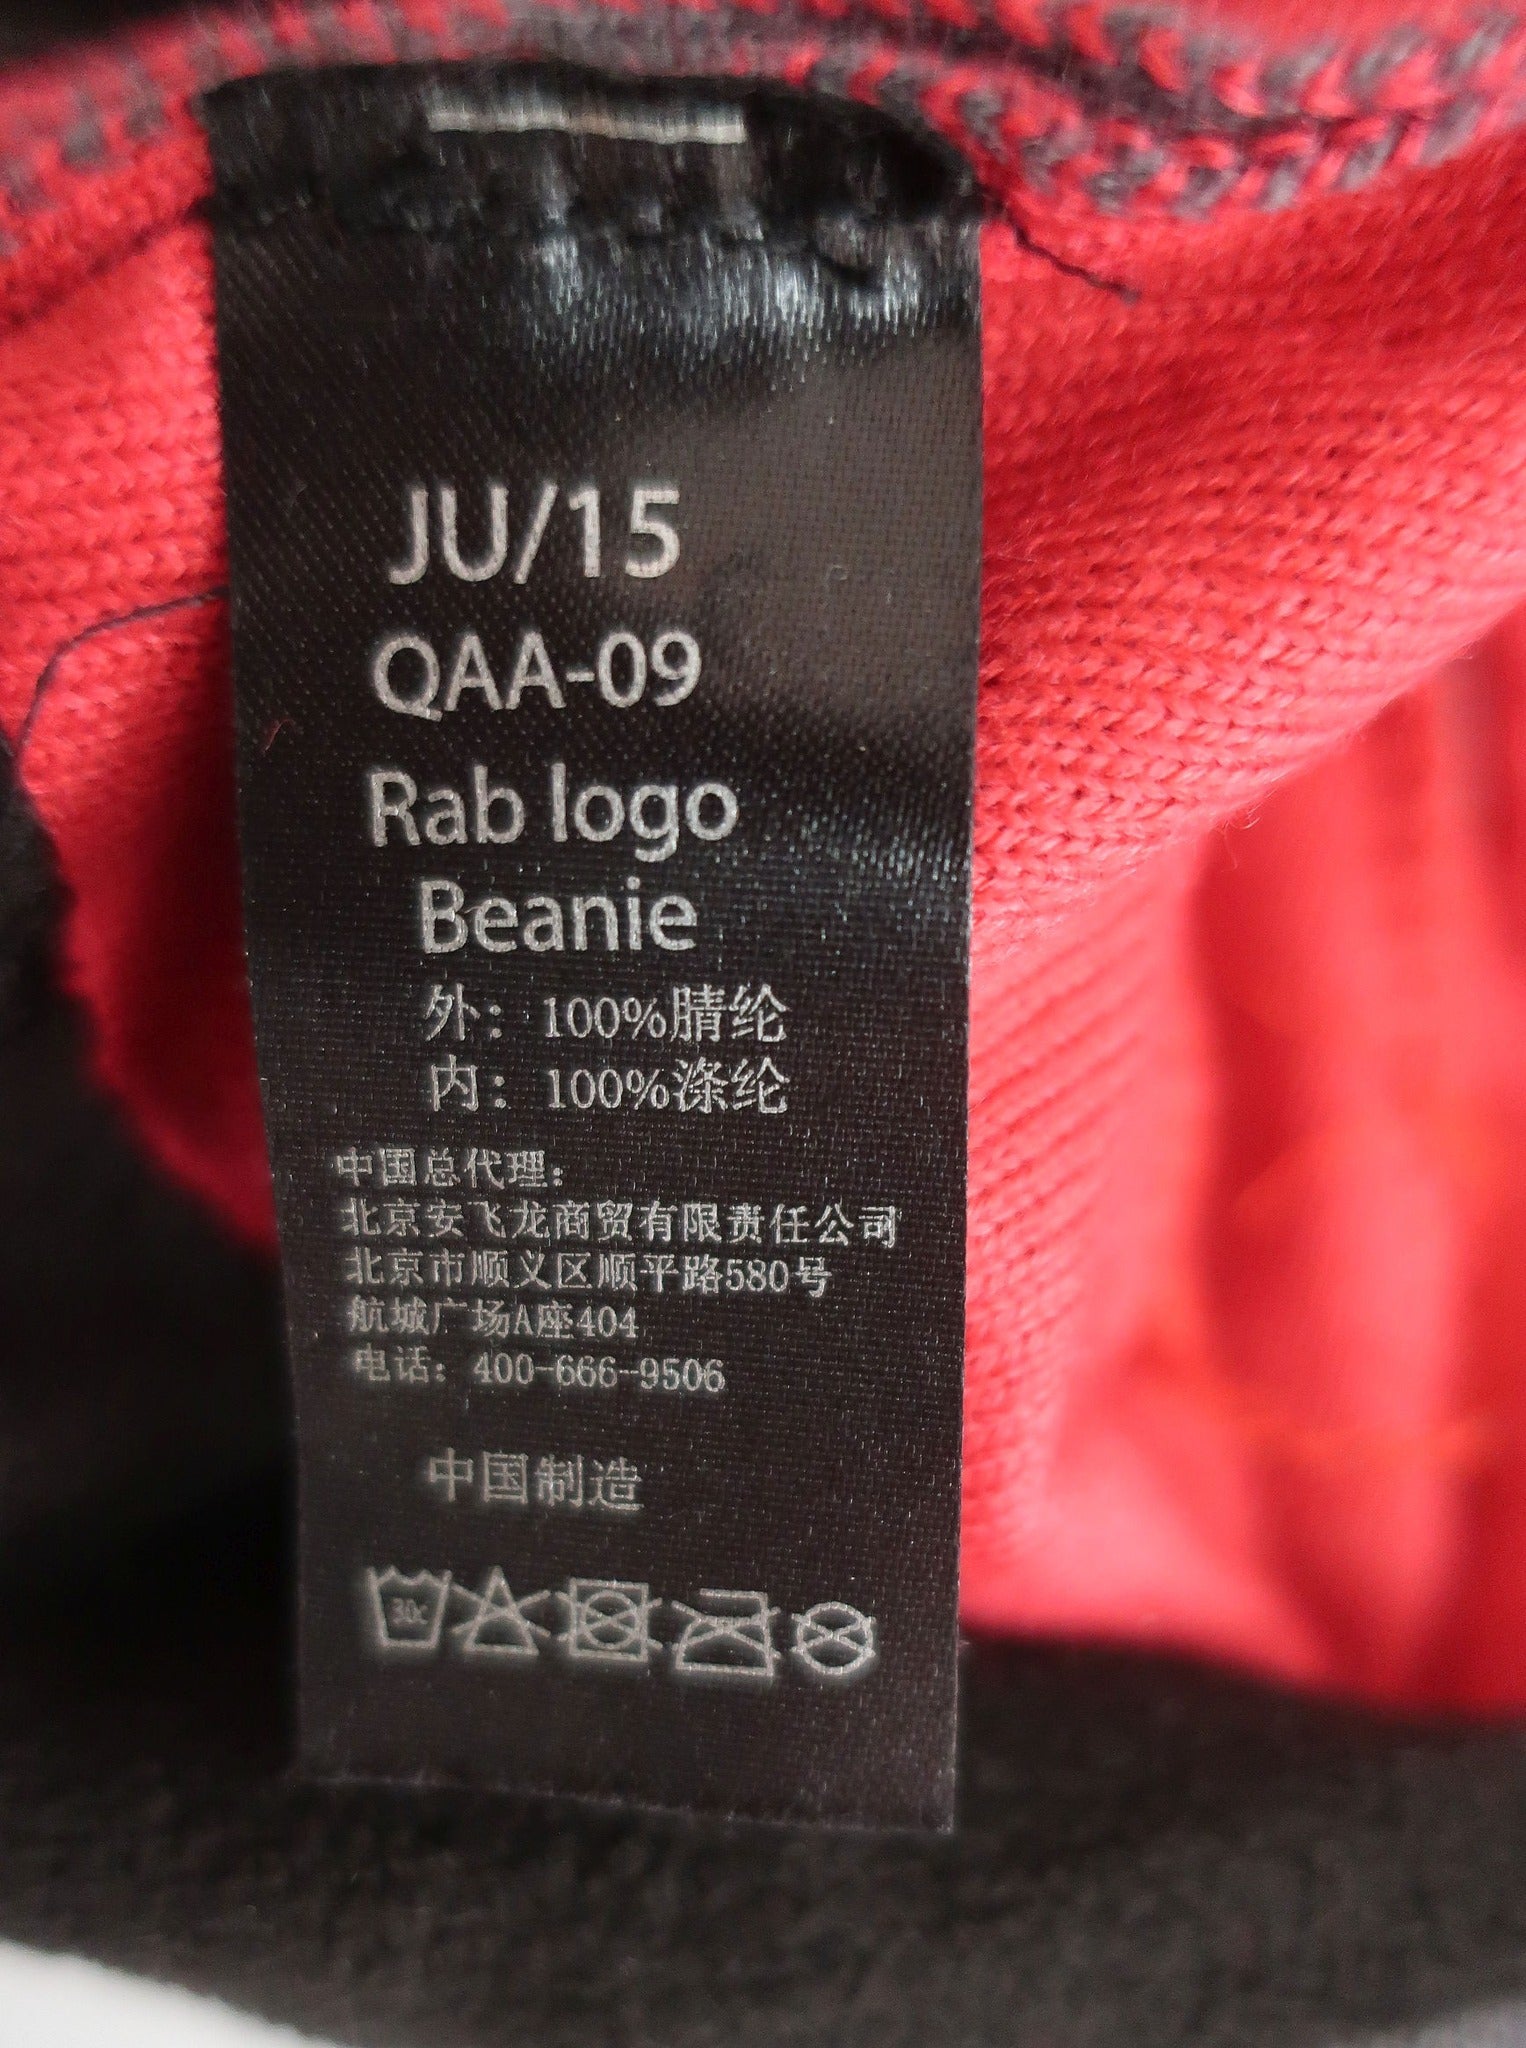 JU/15
QAA-09
Rab logo
Beanie
外：100%腈纶
内：100%涤纶
中国总代理：
北京安飞龙商贸有限责任公司
北京市顺义区顺平路580号
航城广场A座404
电话：400-666-9506
中国制造
30c